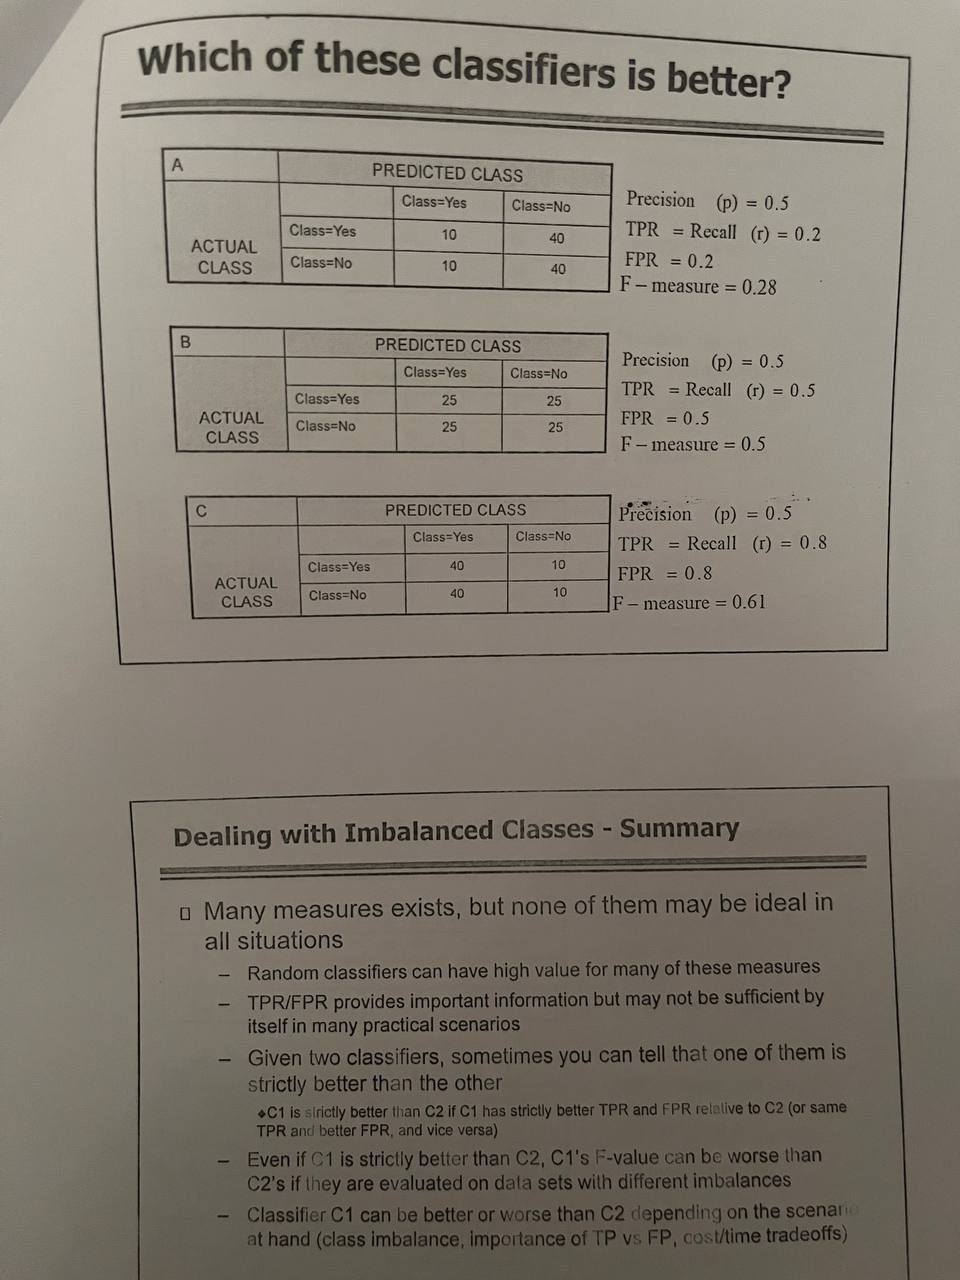 Which of these classifiers is better?
A
PREDICTED CLASS
Class=Yes Class=No
ACTUAL CLASS
Class=Yes 10 40
Class=No 10 40
Precision (p) = 0.5
TPR = Recall (r) = 0.2
FPR = 0.2
F – measure = 0.28
B
PREDICTED CLASS
Class=Yes Class=No
ACTUAL CLASS
Class=Yes 25 25
Class=No 25 25
Precision (p) = 0.5
TPR = Recall (r) = 0.5
FPR = 0.5
F – measure = 0.5
C
PREDICTED CLASS
Class=Yes Class=No
ACTUAL CLASS
Class=Yes 40 10
Class=No 40 10
Precision (p) = 0.5
TPR = Recall (r) = 0.8
FPR = 0.8
F – measure = 0.61
Dealing with Imbalanced Classes - Summary
Many measures exists, but none of them may be ideal in
all situations
– Random classifiers can have high value for many of these measures
– TPR/FPR provides important information but may not be sufficient by
itself in many practical scenarios
– Given two classifiers, sometimes you can tell that one of them is
strictly better than the other
◆C1 is strictly better than C2 if C1 has strictly better TPR and FPR relative to C2 (or same
TPR and better FPR, and vice versa)
– Even if C1 is strictly better than C2, C1's F-value can be worse than
C2's if they are evaluated on data sets with different imbalances
– Classifier C1 can be better or worse than C2 depending on the scenario
at hand (class imbalance, importance of TP vs FP, cost/time tradeoffs)